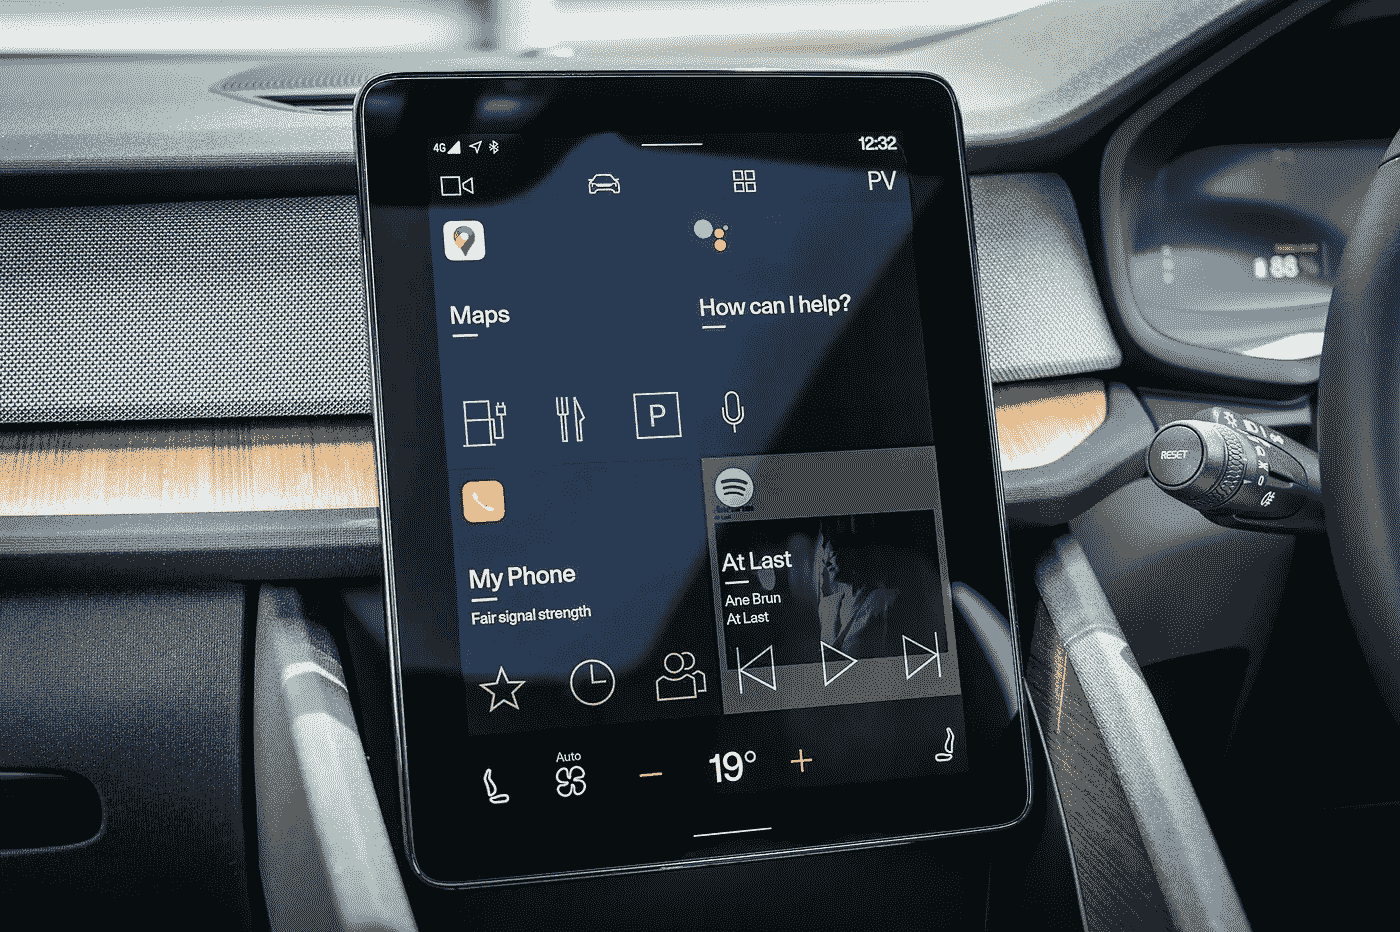 4G
12:32
PV
Maps
How can I help?
P
My Phone
Fair signal strength
At Last
Ane Brun
At Last
Auto
19°
RESET